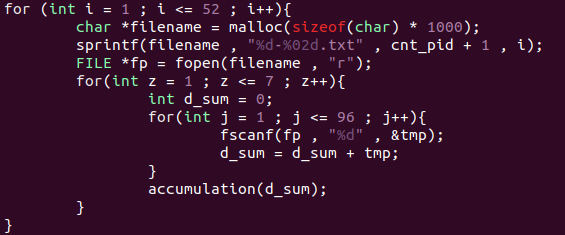 for (int i = 1 ; i <= 52 ; i++){
        char *filename = malloc(sizeof(char) * 1000);
        sprintf(filename , "%d-%02d.txt" , cnt_pid + 1 , i);
        FILE *fp = fopen(filename , "r");
        for(int z = 1 ; z <= 7 ; z++){
                int d_sum = 0;
                for(int j = 1 ; j <= 96 ; j++){
                        fscanf(fp , "%d" , &tmp);
                        d_sum = d_sum + tmp;
                }
                accumulation(d_sum);
        }
}